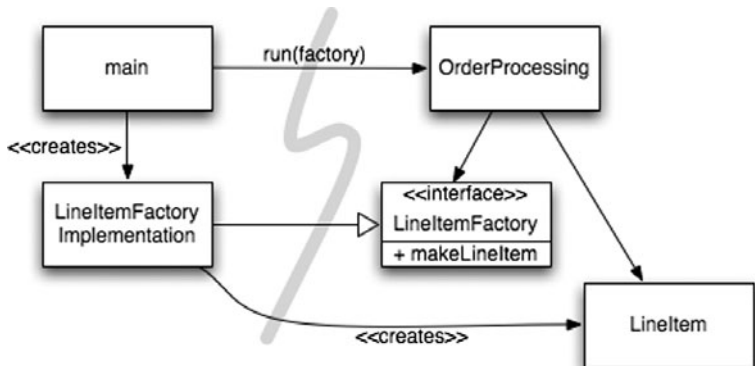 main
run(factory)
OrderProcessing
<<creates>>
LineItemFactory
Implementation
<<interface>>
LineItemFactory
+ makeLineItem
<<creates>>
LineItem